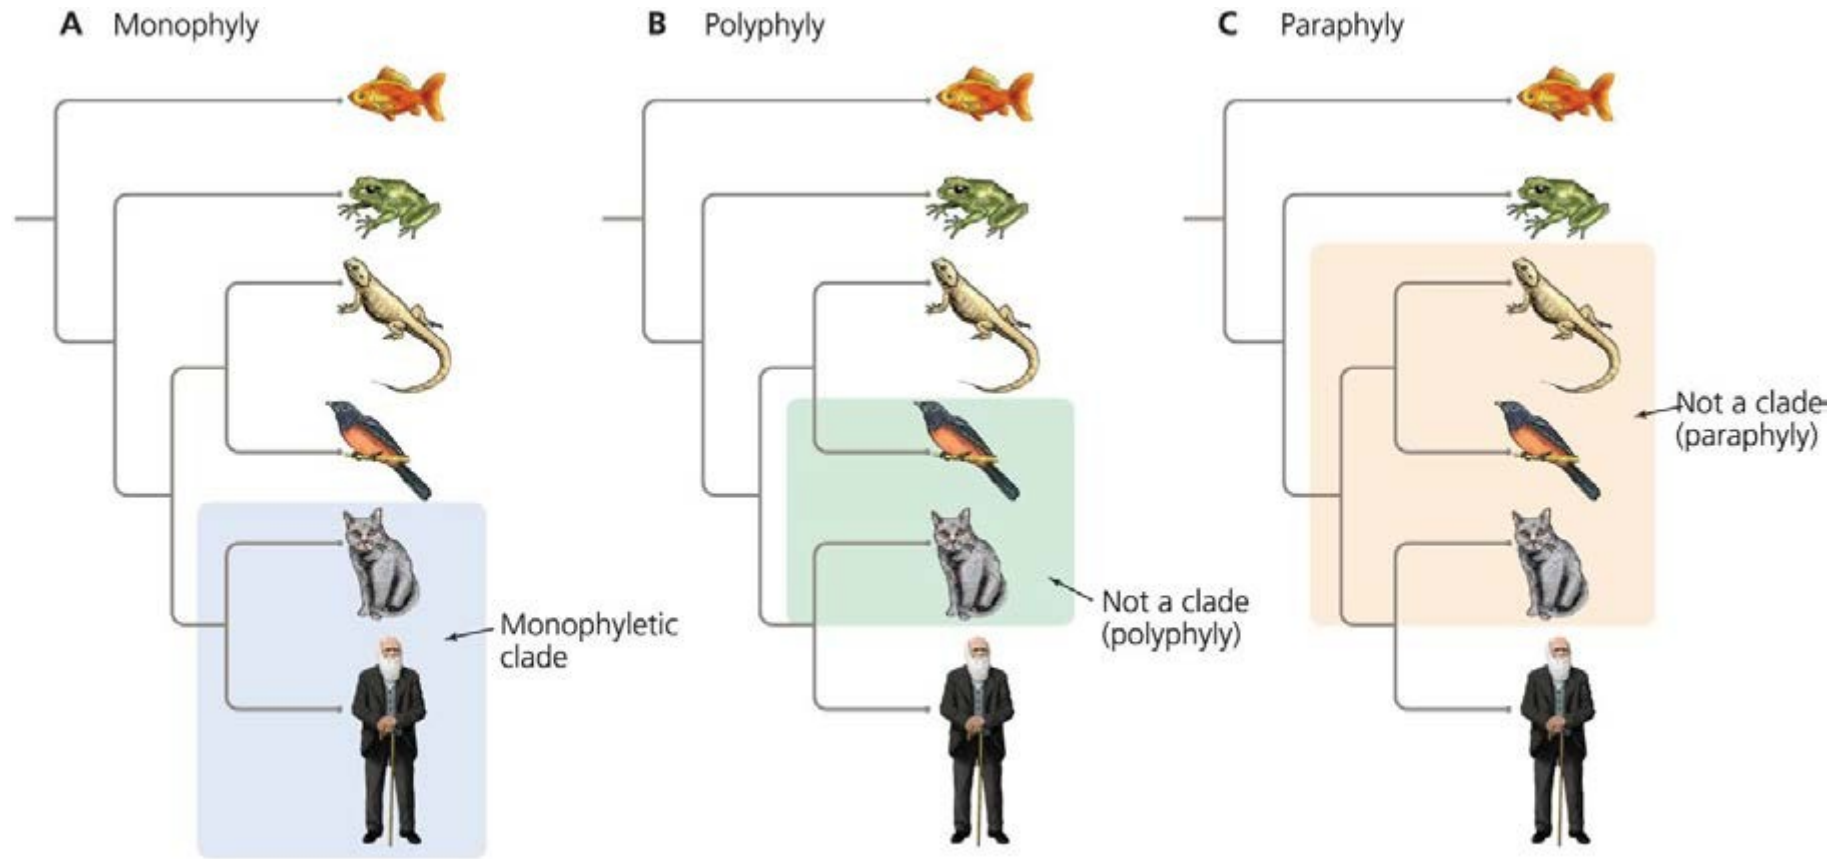 A Monophyly
B Polyphyly
C Paraphyly
Monophyletic
clade
Not a clade
(polyphyly)
Not a clade
(paraphyly)